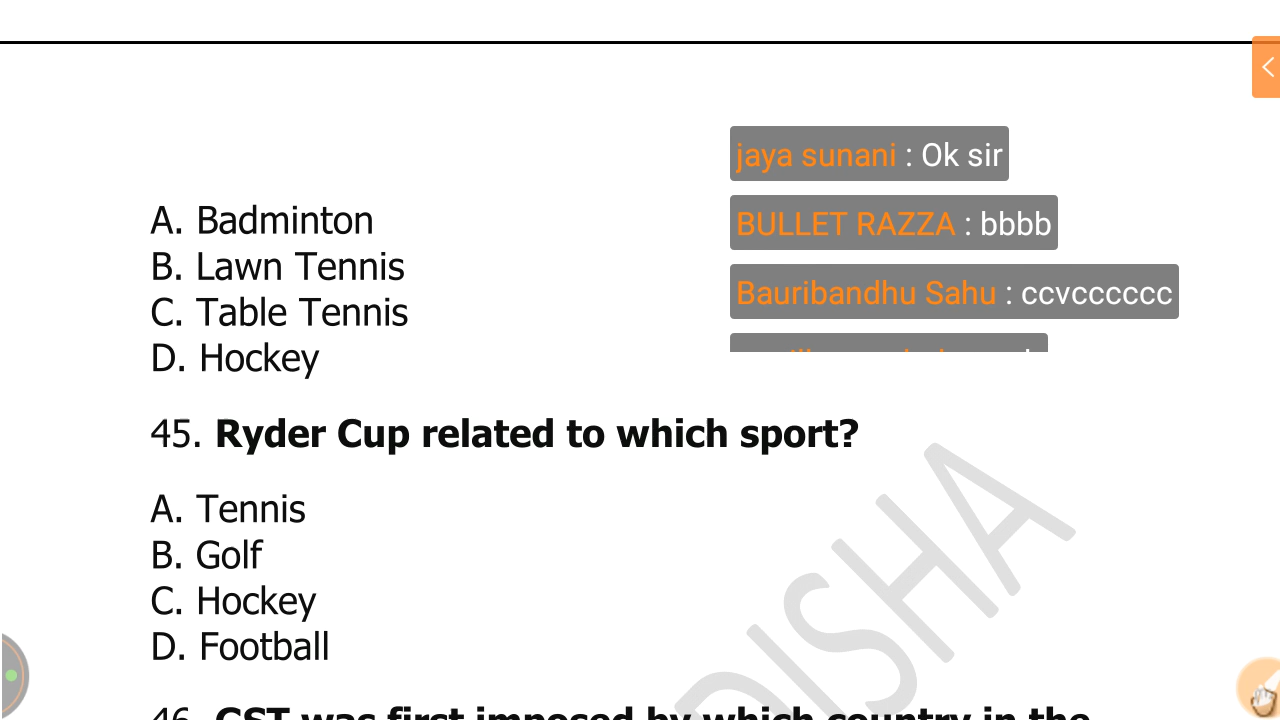 jaya sunani : Ok sir
A. Badminton
BULLET RAZZA : bbbb
B. Lawn Tennis
Bauribandhu Sahu : ccvcccccc
C. Table Tennis
D. Hockey
45. Ryder Cup related to which sport?
A. Tennis
B. Golf
C. Hockey
D. Football
DISHA
46. GST was first imposed by which country in the